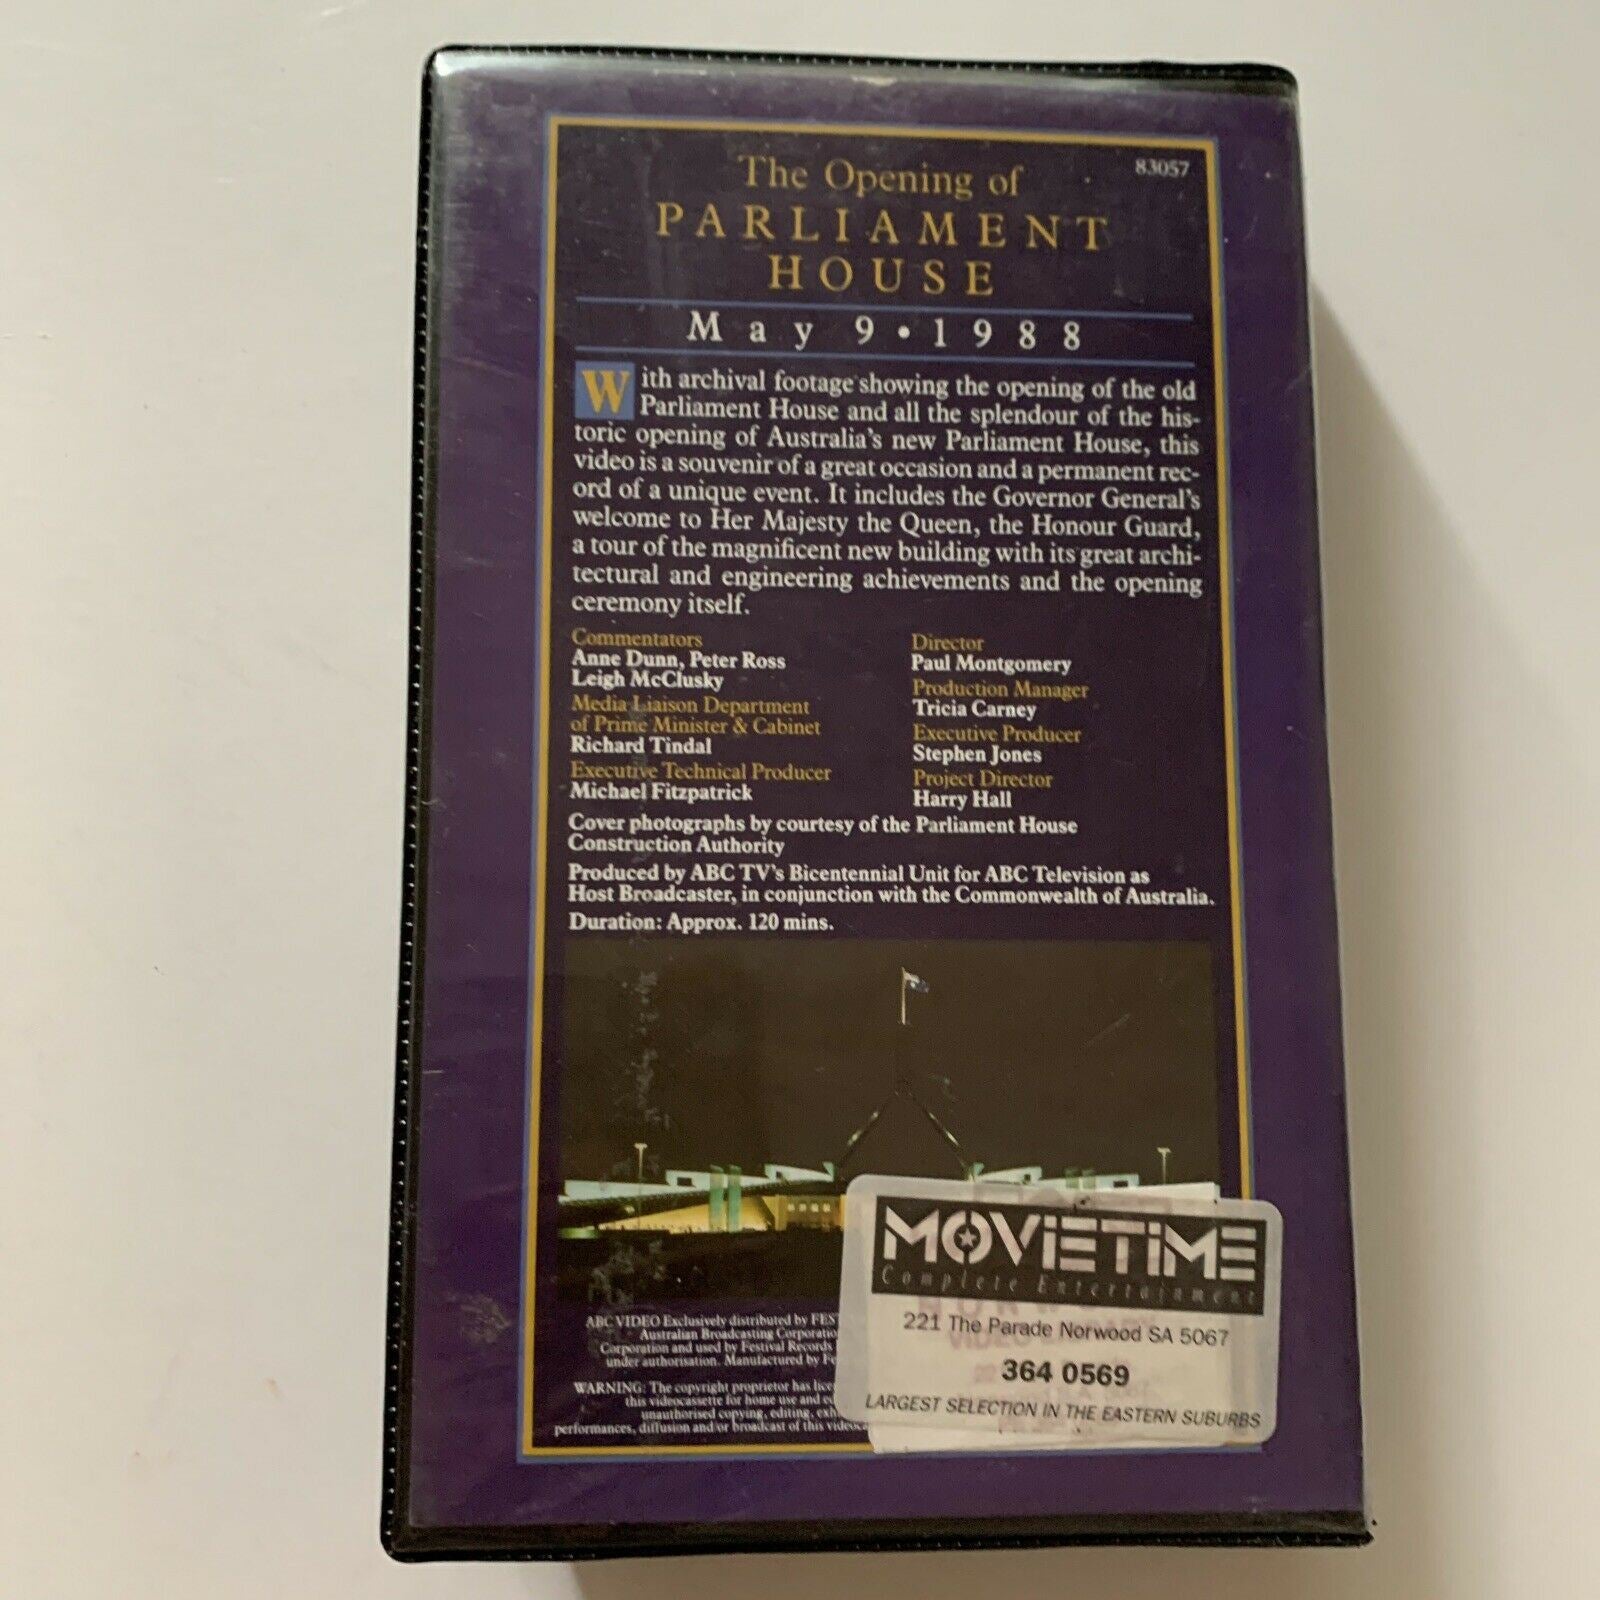 The Opening of
83057
PARLIAMENT
HOUSE
May 9 • 1988
With archival footage showing the opening of the old
Parliament House and all the splendour of the his-
toric opening of Australia's new Parliament House, this
video is a souvenir of a great occasion and a permanent rec-
ord of a unique event. It includes the Governor General's
welcome to Her Majesty the Queen, the Honour Guard,
a tour of the magnificent new building with its great archi-
tectural and engineering achievements and the opening
ceremony itself.
Commentators
Anne Dunn, Peter Ross
Leigh McClusky
Media Liaison Department
of Prime Minister & Cabinet
Richard Tindal
Executive Technical Producer
Michael Fitzpatrick
Director
Paul Montgomery
Production Manager
Tricia Carney
Executive Producer
Stephen Jones
Project Director
Harry Hall
Cover photographs by courtesy of the Parliament House
Construction Authority
Produced by ABC TV's Bicentennial Unit for ABC Television as
Host Broadcaster, in conjunction with the Commonwealth of Australia.
Duration: Approx. 120 mins.
ABC VIDEO Exclusively distributed by
Australian Broadcasting
Corporation and used by Festival Records
under authorisation. Manufactured by
WARNING: The copyright proprietor has
this videocassette for home use and
unauthorised copying, editing,
performances, diffusion and/or broadcast of this
MOVIETIME
Complete Entertainment
221 The Parade Norwood SA 5067
364 0569
LARGEST SELECTION IN THE EASTERN SUBURBS